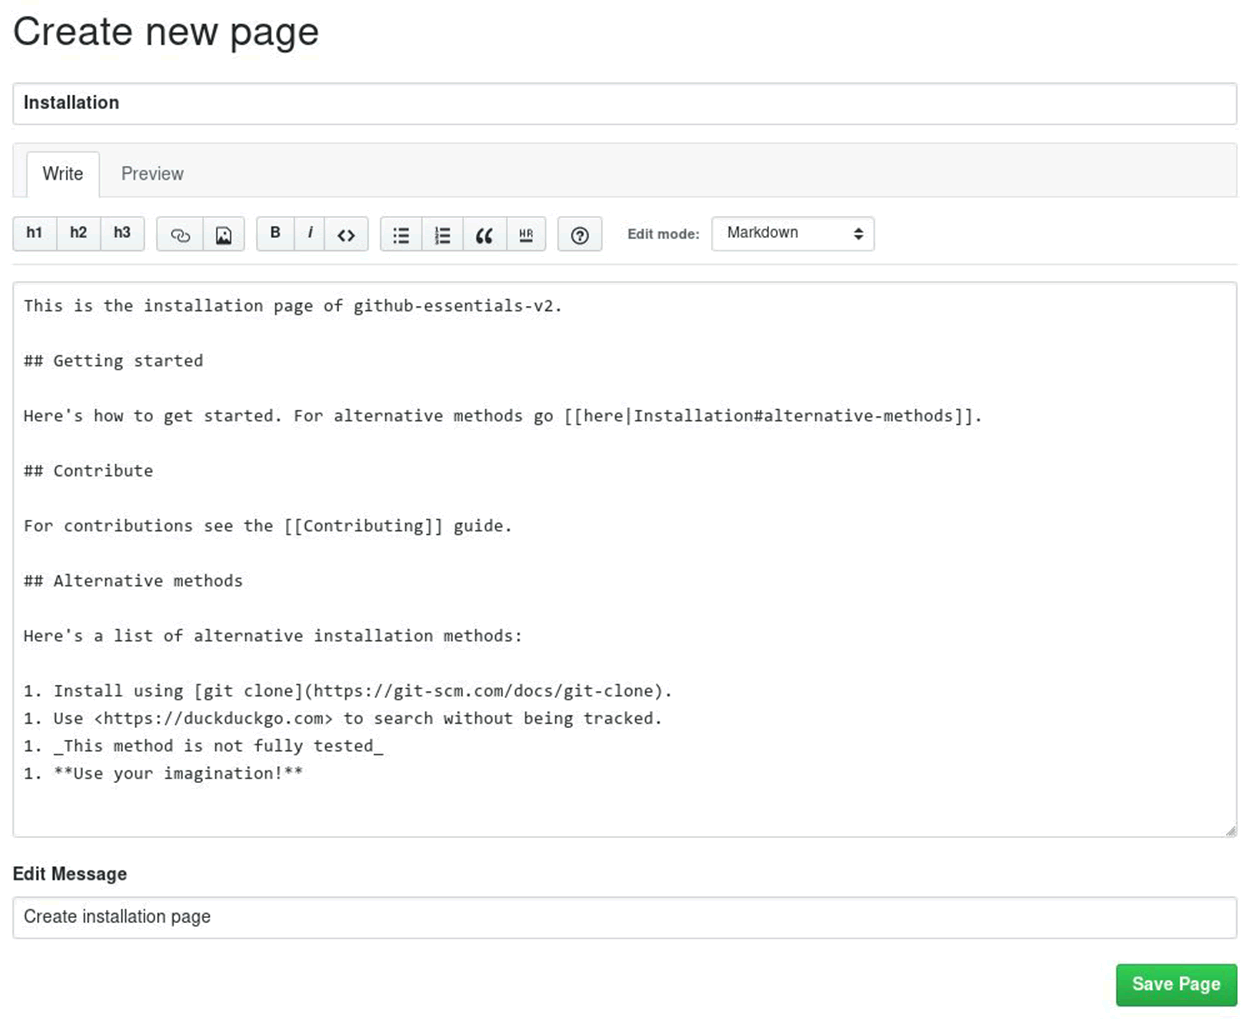 Create new page
Installation
Write Preview
h1 h2 h3 B i <> HR ? Edit mode: Markdown
This is the installation page of github-essentials-v2.
## Getting started
Here's how to get started. For alternative methods go [[here|Installation#alternative-methods]].
## Contribute
For contributions see the [[Contributing]] guide.
## Alternative methods
Here's a list of alternative installation methods:
1. Install using [git clone](https://git-scm.com/docs/git-clone).
1. Use <https://duckduckgo.com> to search without being tracked.
1. _This method is not fully tested_
1. **Use your imagination!**
Edit Message
Create installation page
Save Page